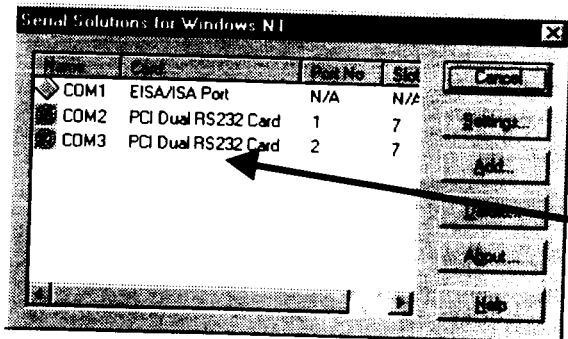 Serial Solutions for Windows NT
Name Card Port No Slot
COM1 EISA/ISA Port N/A N/A
COM2 PCI Dual RS232 Card 1 7
COM3 PCI Dual RS232 Card 2 7
Cancel
Settings...
Add...
About...
Help